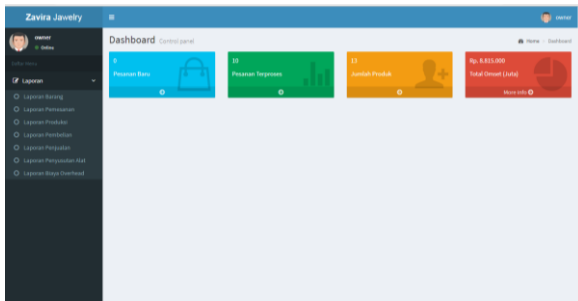 Zavira Jawelry
owner
owner
Online
Dashboard Control panel
Home > Dashboard
Daftar Menu
Laporan
Laporan Barang
Laporan Pemesanan
Laporan Produksi
Laporan Pembelian
Laporan Penjualan
Laporan Penyusutan Alat
Laporan Biaya Overhead
0
Pesanan Baru
10
Pesanan Terproses
13
Jumlah Produk
Rp. 8.815.000
Total Omset (Juta)
More info